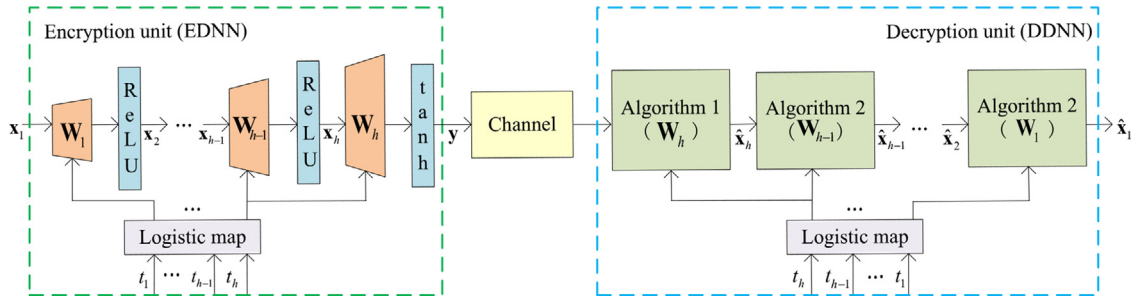 Encryption unit (EDNN)
x₁
W₁
ReLU
x₂
...
xₕ₋₁
Wₕ₋₁
ReLU
xₕ
Wₕ
tanh
y
...
Logistic map
t₁ ... tₕ₋₁ tₕ
Channel
Decryption unit (DDNN)
Algorithm 1
( Wₕ )
x̂ₕ
Algorithm 2
( Wₕ₋₁ )
x̂ₕ₋₁
...
x̂₂
Algorithm 2
( W₁ )
x̂₁
...
Logistic map
tₕ tₕ₋₁ ... t₁